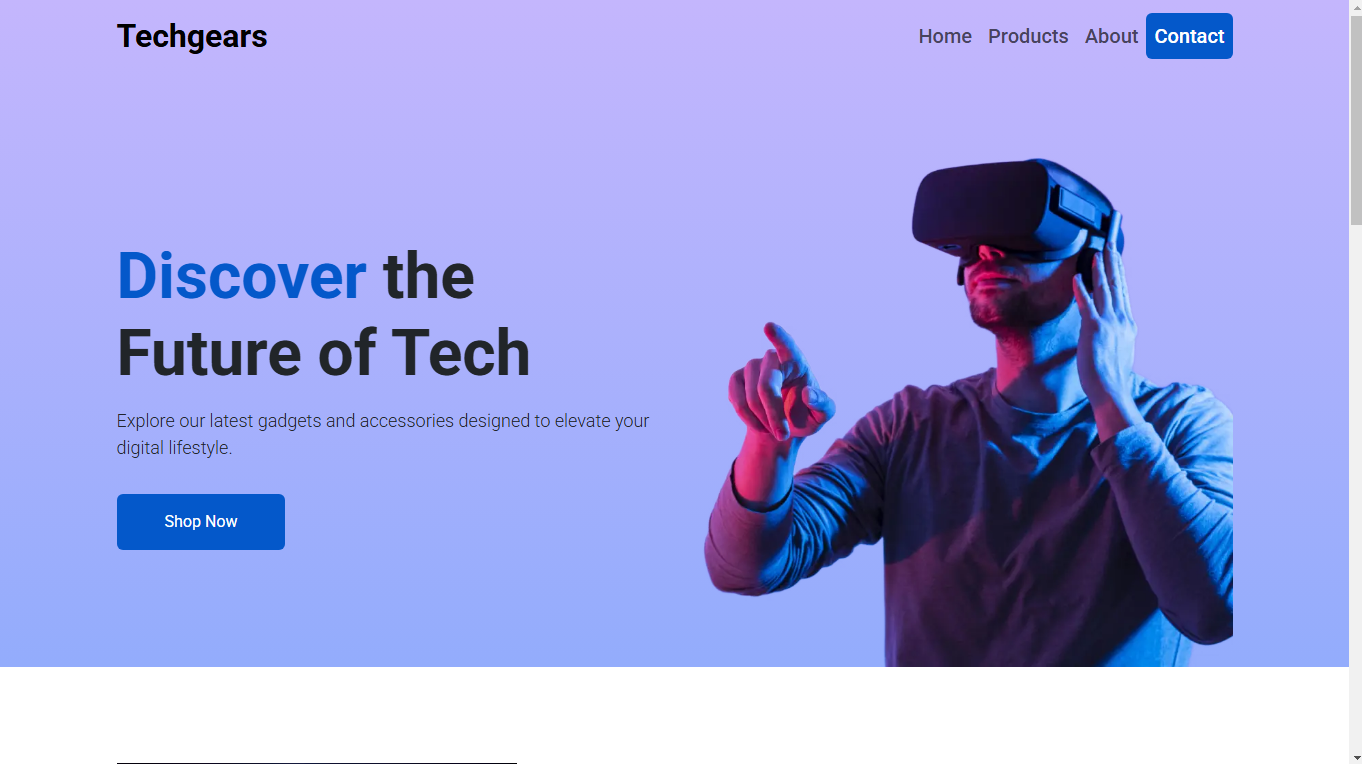 Techgears
Home Products About Contact
Discover the
Future of Tech
Explore our latest gadgets and accessories designed to elevate your
digital lifestyle.
Shop Now